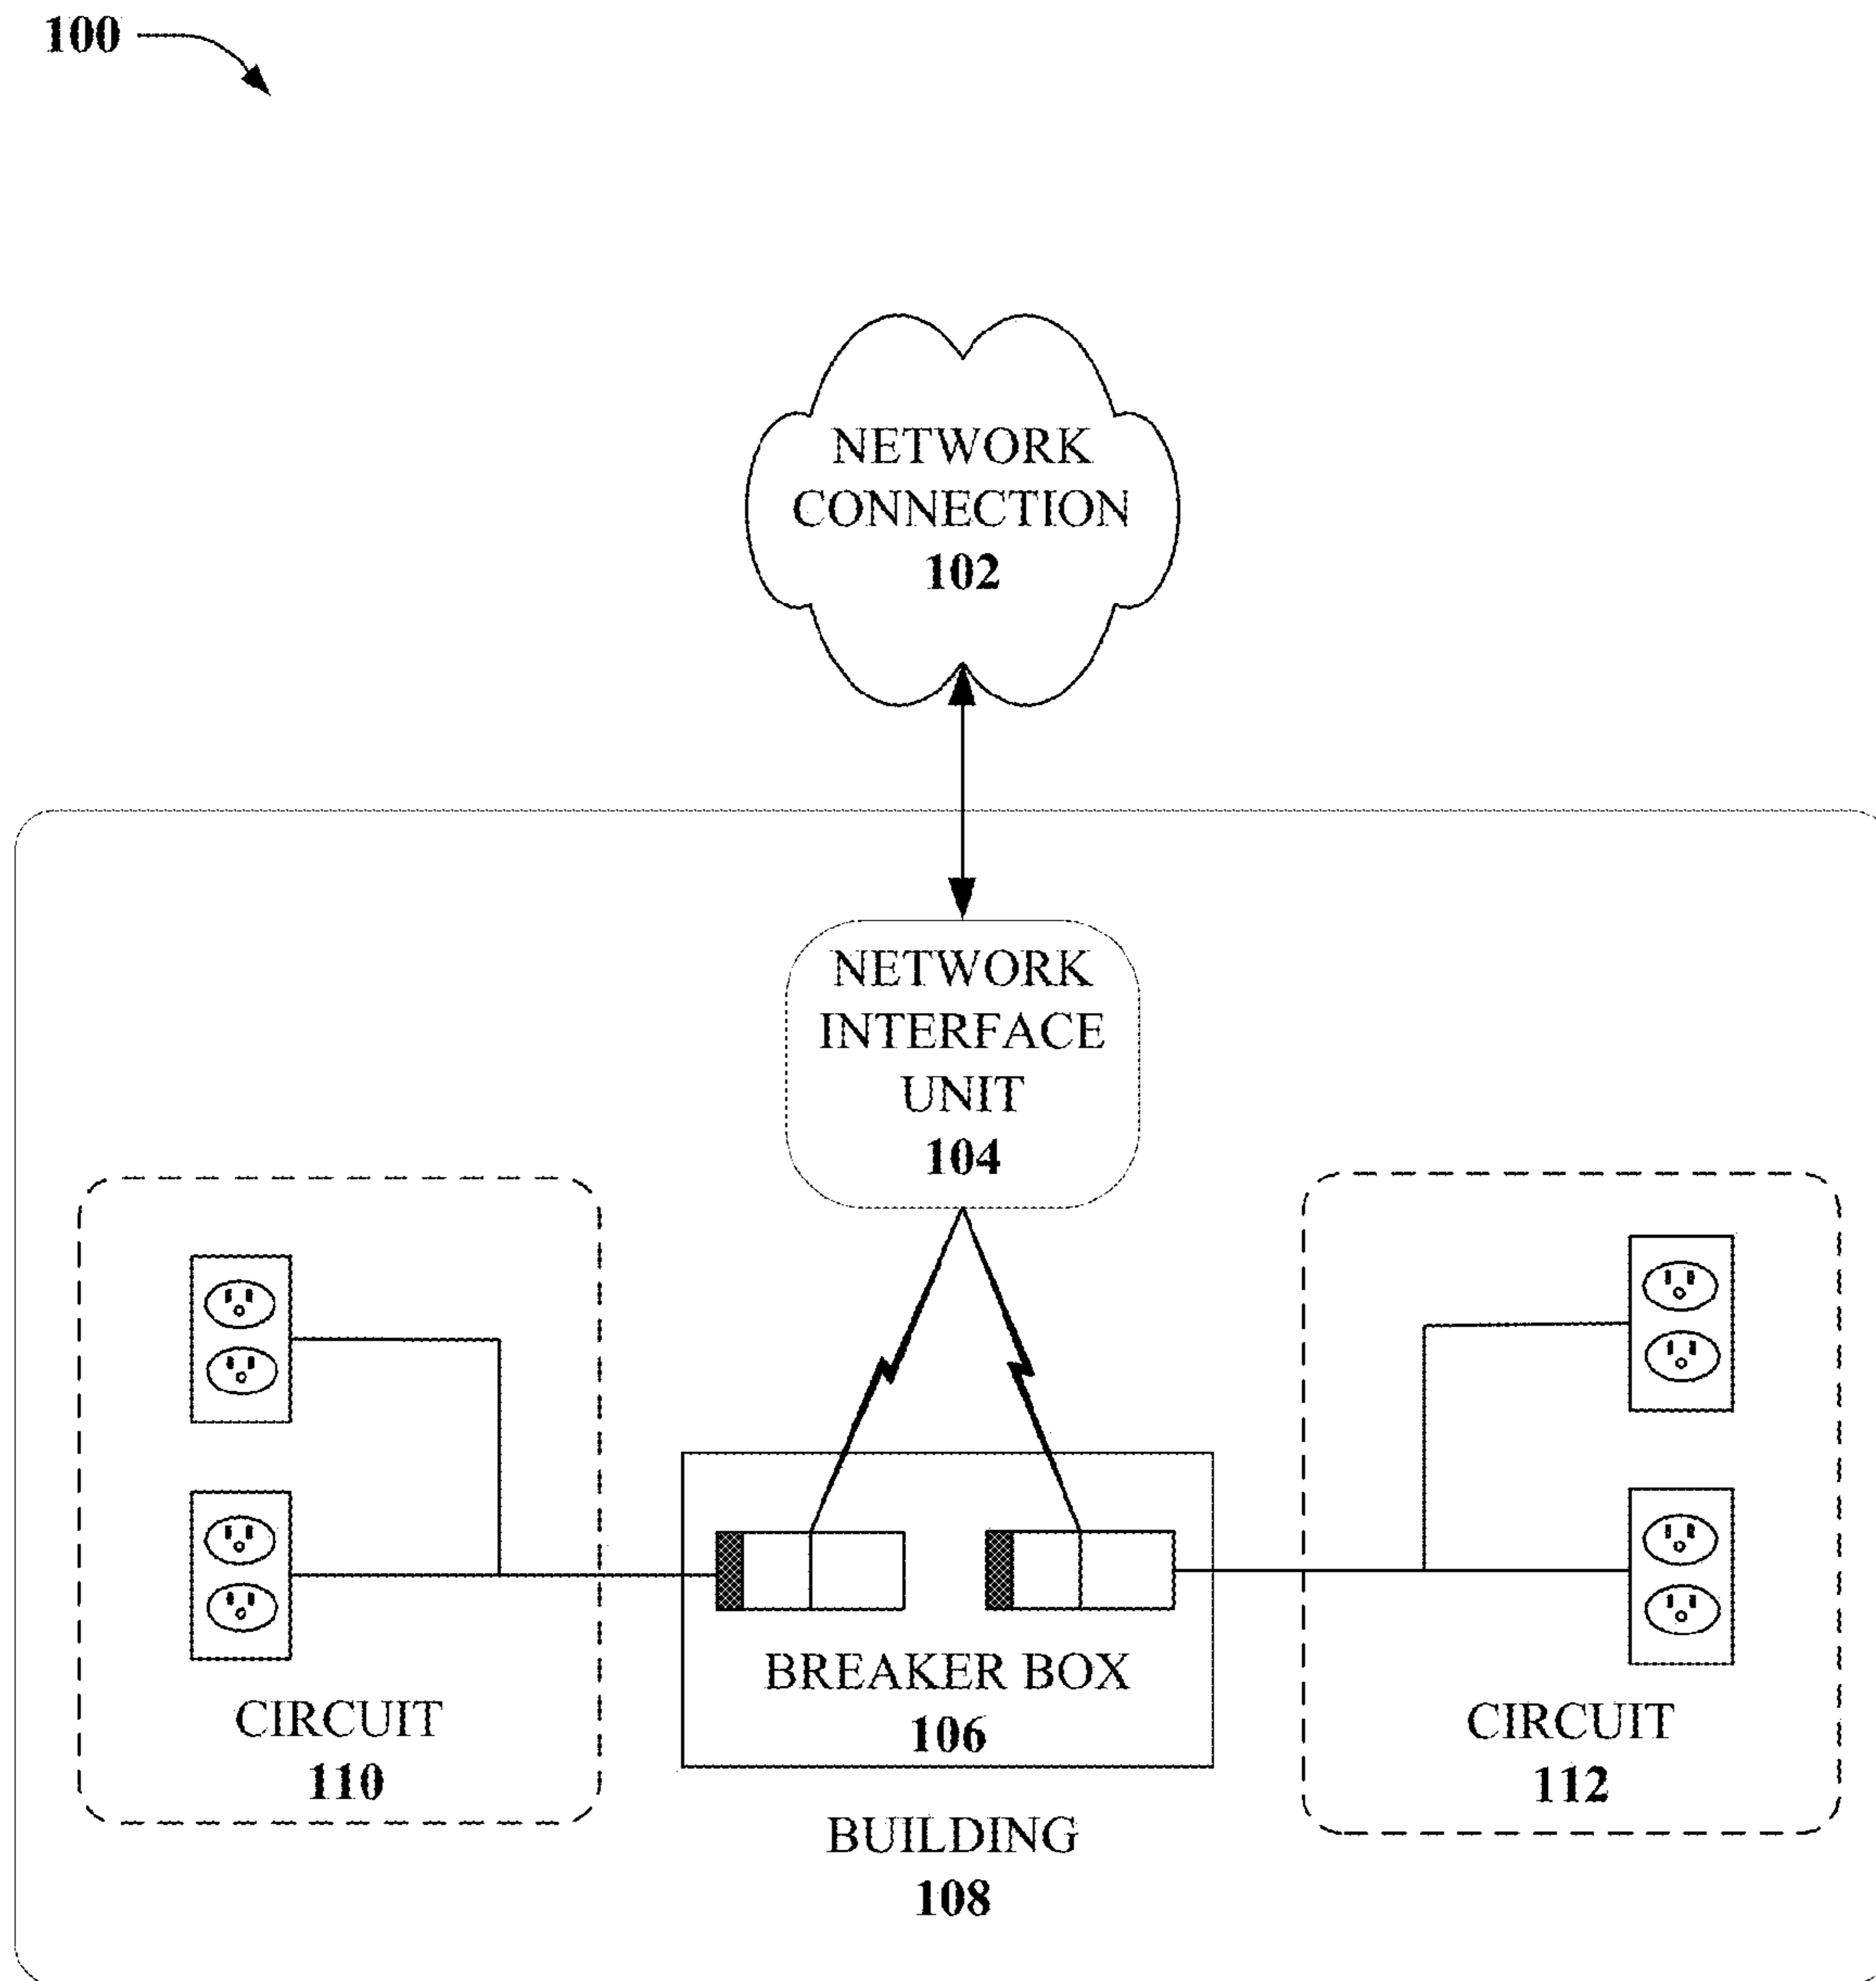 100
NETWORK
CONNECTION
102
NETWORK
INTERFACE
UNIT
104
BREAKER BOX
106
CIRCUIT
110
CIRCUIT
112
BUILDING
108